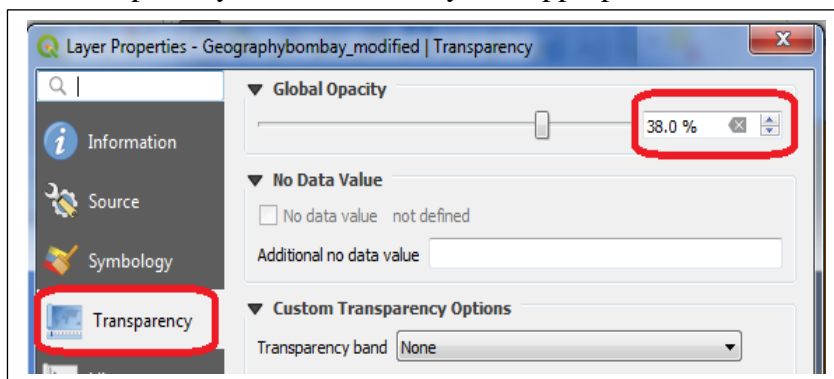 Layer Properties - Geographybombay_modified | Transparency
Information
Source
Symbology
Transparency
Global Opacity
38.0 %
No Data Value
No data value not defined
Additional no data value
Custom Transparency Options
Transparency band None